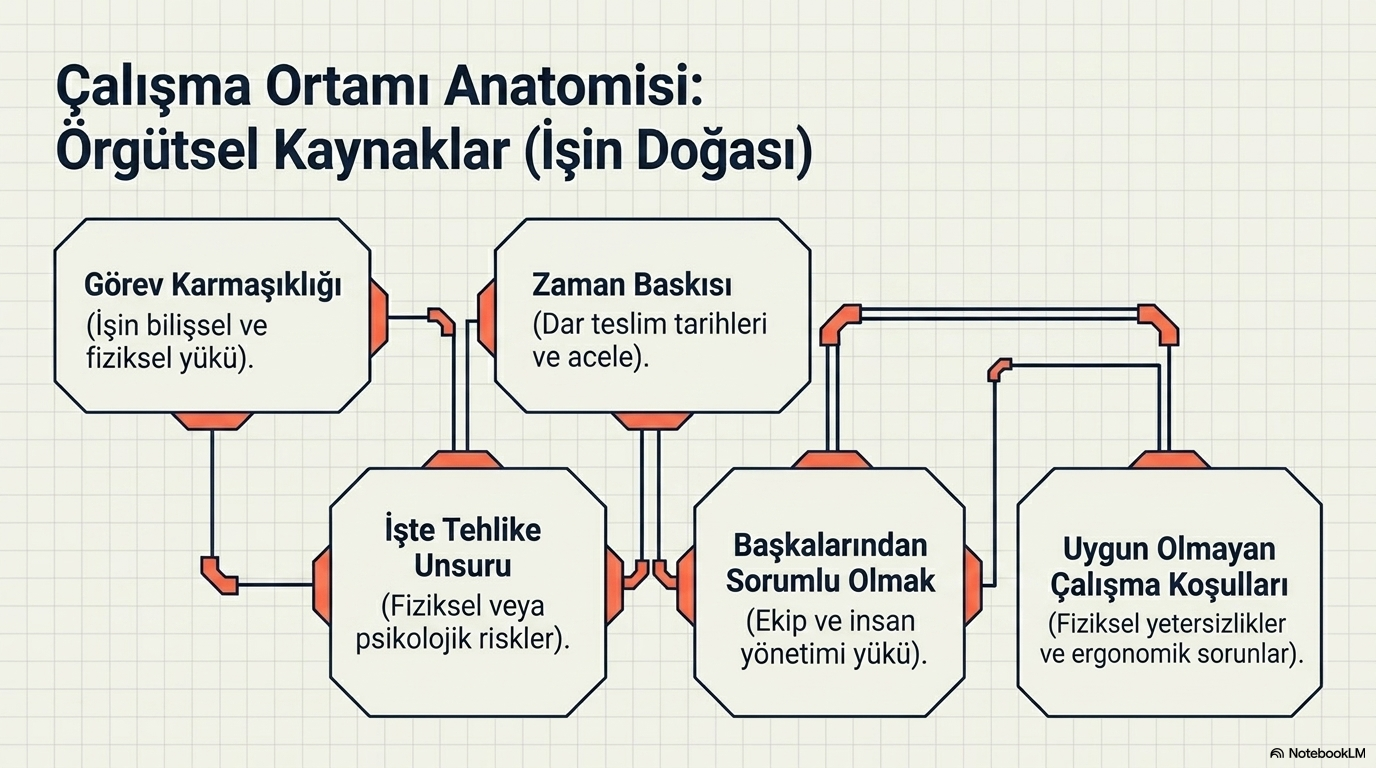 Çalışma Ortamı Anatomisi:
Örgütsel Kaynaklar (İşin Doğası)
Görev Karmaşıklığı
(İşin bilişsel ve
fiziksel yükü).
Zaman Baskısı
(Dar teslim tarihleri
ve acele).
İşte Tehlike
Unsuru
(Fiziksel veya
psikolojik riskler).
Başkalarından
Sorumlu Olmak
(Ekip ve insan
yönetimi yükü).
Uygun Olmayan
Çalışma Koşulları
(Fiziksel yetersizlikler
ve ergonomik sorunlar).
NotebookLM